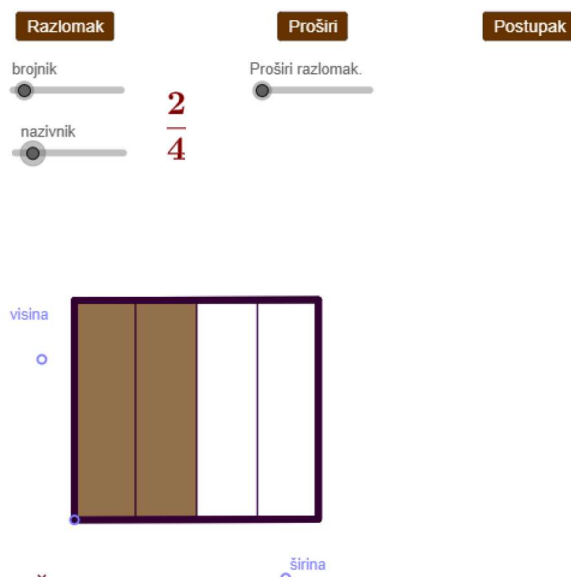 Razlomak
Proširi
Postupak
brojnik
Proširi razlomak.
2
4
nazivnik
visina
širina